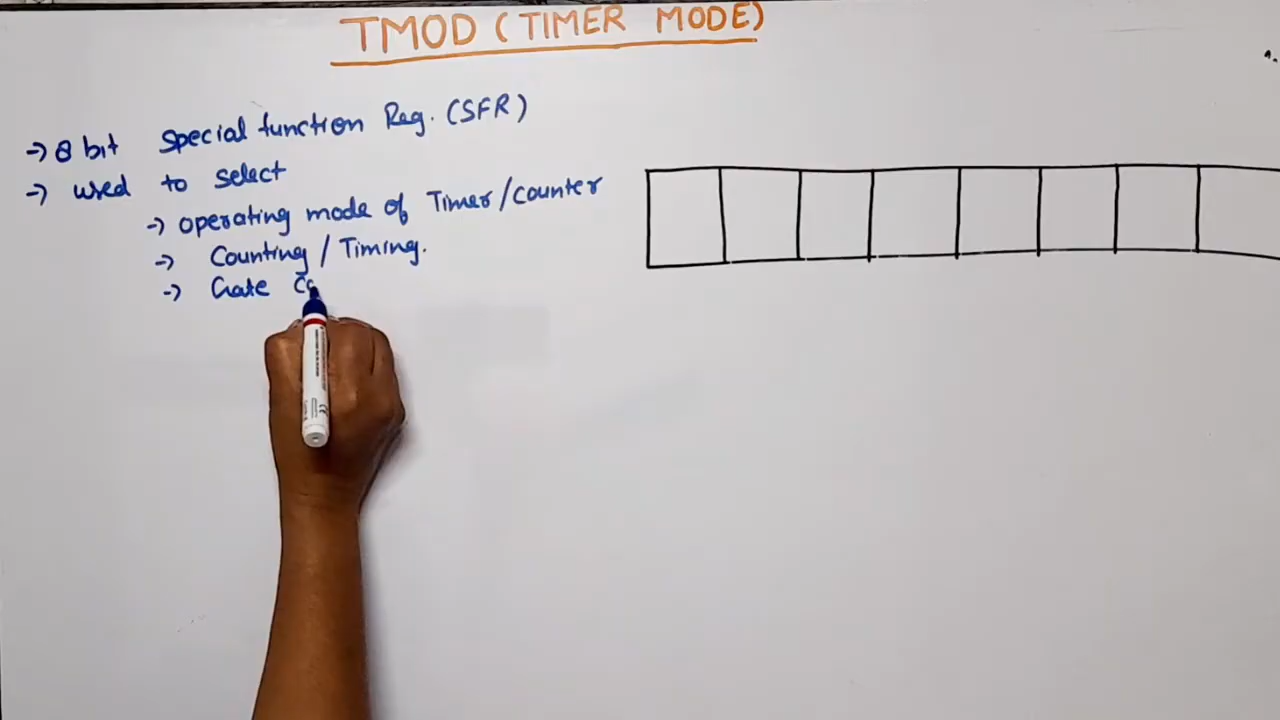 TMOD (TIMER MODE)
→ 8 bit Special function Reg. (SFR)
→ used to select
→ operating mode of Timer/counter
→ Counting / Timing.
→ Gate Co